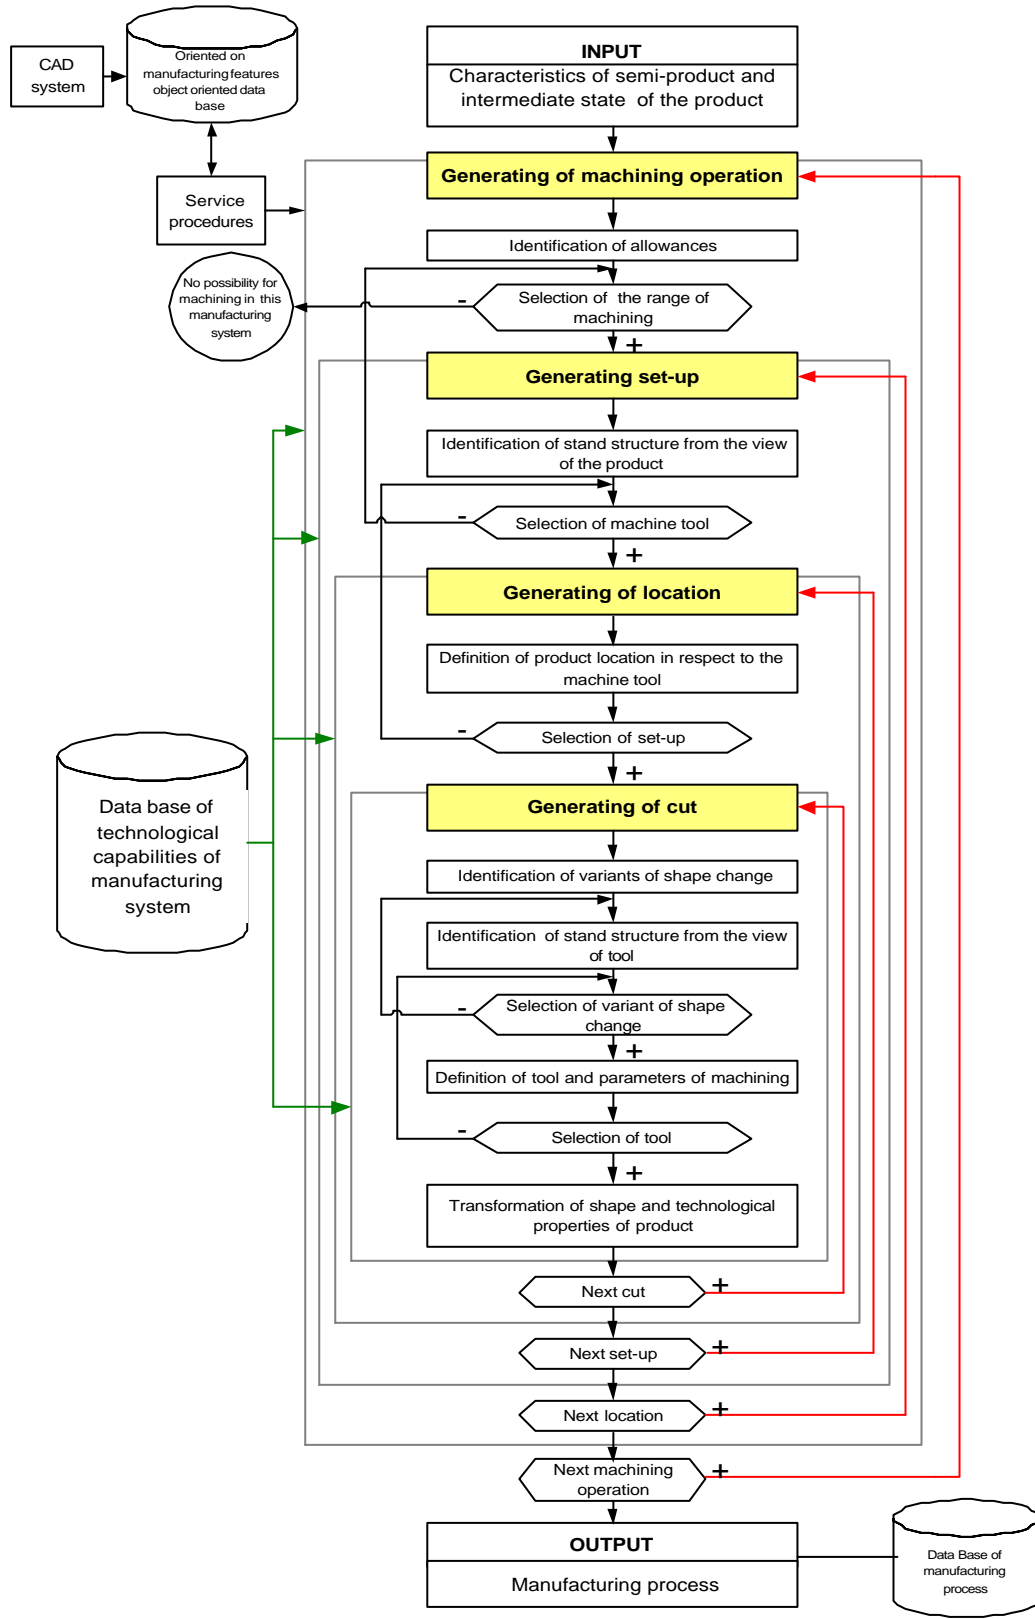 CAD
system
Oriented on
manufacturing features
object oriented data
base
INPUT
Characteristics of semi-product and
intermediate state of the product
Generating of machining operation
Service
procedures
Identification of allowances
No possibility for
machining in this
manufacturing
system
-
Selection of the range of
machining
+
Generating set-up
Identification of stand structure from the view
of the product
-
Selection of machine tool
+
Generating of location
Definition of product location in respect to the
machine tool
-
Selection of set-up
+
Data base of
technological
capabilities of
manufacturing
system
Generating of cut
Identification of variants of shape change
Identification of stand structure from the view
of tool
-
Selection of variant of shape
change
+
Definition of tool and parameters of machining
-
Selection of tool
+
Transformation of shape and technological
properties of product
Next cut
+
Next set-up
+
Next location
+
Next machining
operation
+
OUTPUT
Manufacturing process
Data Base of
manufacturing
process